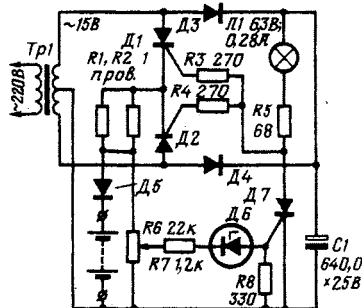 ~15В
Д3
Л1 6,3В;
0,28А
Тр1
Д1
R1, R2 1
пров.
R3 270
R4 270
~220В
R5
68
Д2
Д4
Д5
Д7
Д6
С1
640,0
×25В
R6 22к
R7 1,2к
R8
330